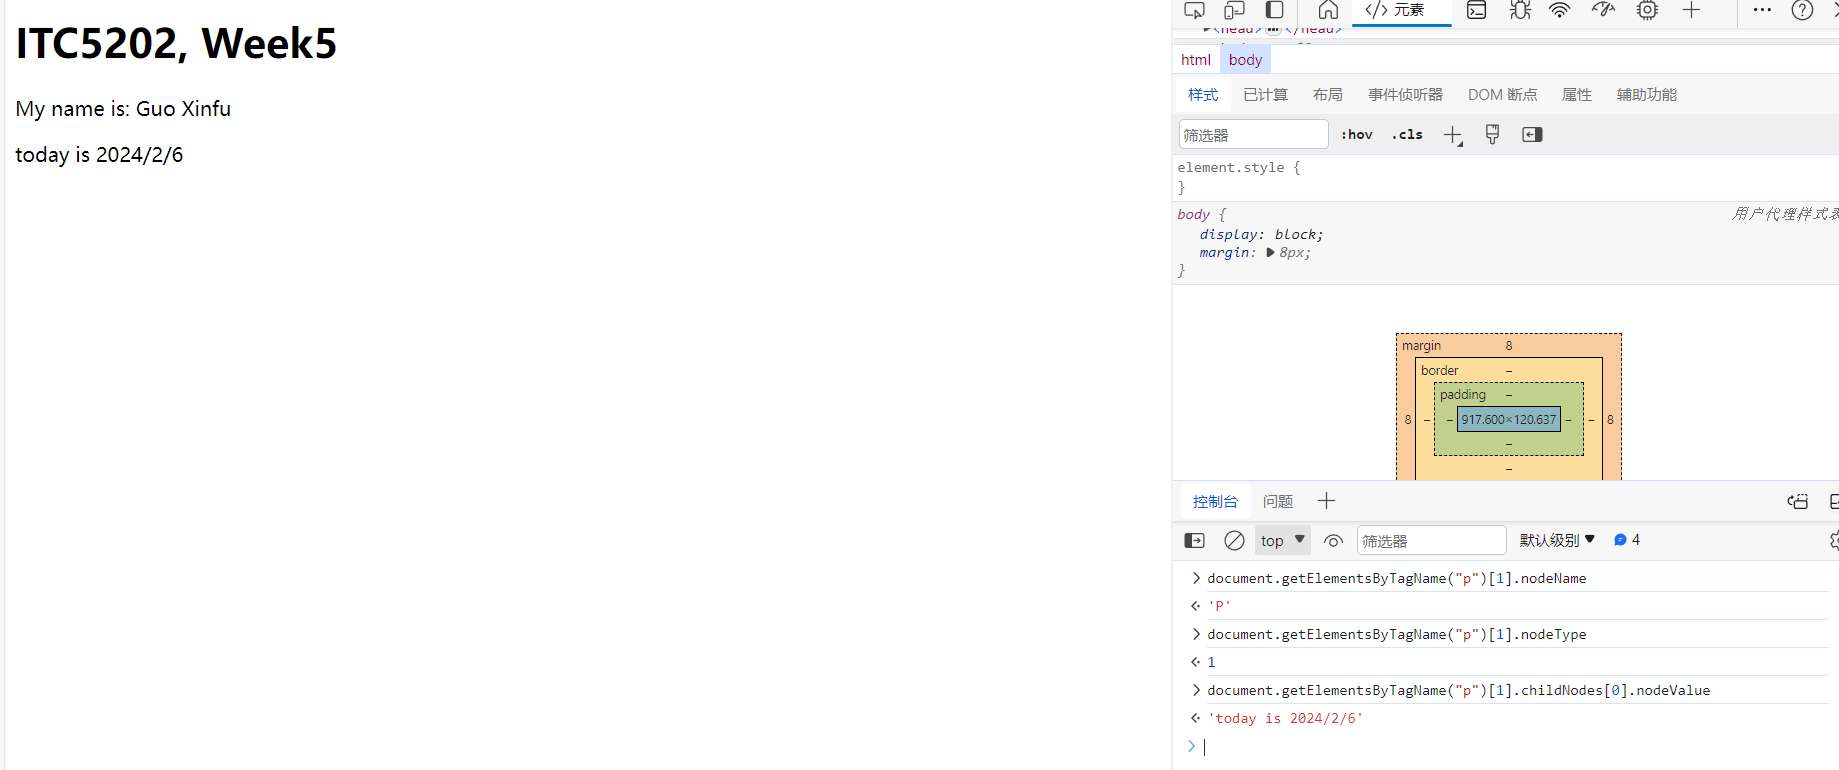 ITC5202, Week5
My name is: Guo Xinfu
today is 2024/2/6
元素
<head> </head>
html body
样式 已计算 布局 事件侦听器 DOM 断点 属性 辅助功能
筛选器 :hov .cls
element.style {
}
body { 用户代理样式表
display: block;
margin: 8px;
}
margin 8
border –
padding –
8 – – 917.600×120.637 – – 8
–
–
控制台 问题
top 筛选器 默认级别 4
document.getElementsByTagName("p")[1].nodeName
'P'
document.getElementsByTagName("p")[1].nodeType
1
document.getElementsByTagName("p")[1].childNodes[0].nodeValue
'today is 2024/2/6'